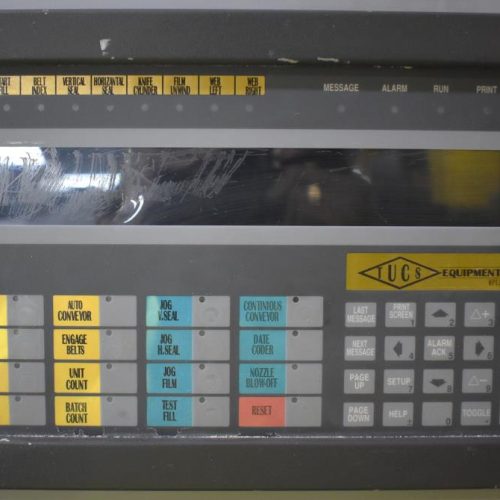 BELT VERTICAL HORIZONTAL KNIFE FILM WEB WEB
INDEX SEAL SEAL CYLINDER UNWIND LEFT RIGHT
MESSAGE ALARM RUN PRINT
TUCS EQUIPMENT
AUTO CONVEYOR
JOG V.SEAL
CONTINIOUS CONVEYOR
LAST MESSAGE
PRINT SCREEN
ENGAGE BELTS
JOG H.SEAL
DATE CODER
NEXT MESSAGE
ALARM ACK
UNIT COUNT
JOG FILM
NOZZLE BLOW-OFF
PAGE UP
SETUP
BATCH COUNT
TEST FILL
RESET
PAGE DOWN
HELP
TOGGLE